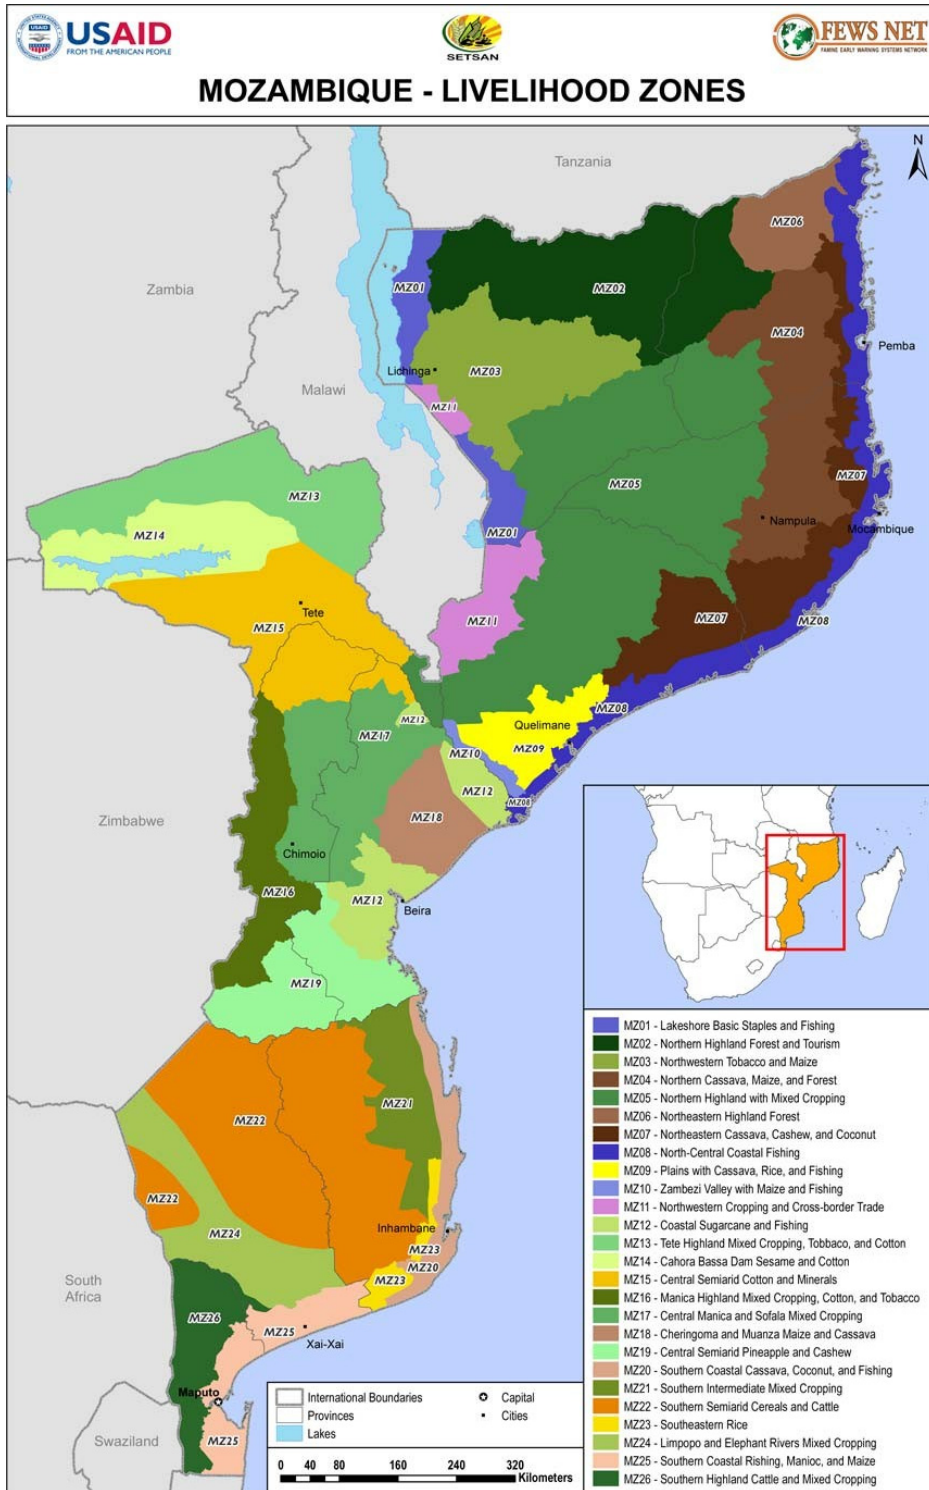 USAID
FROM THE AMERICAN PEOPLE
SETSAN
FEWS NET
FAMINE EARLY WARNING SYSTEMS NETWORK
MOZAMBIQUE - LIVELIHOOD ZONES
Tanzania
N
MZ06
Zambia
MZ01
MZ02
MZ04
Pemba
Lichinga
MZ03
Malawi
MZ11
MZ13
MZ05
MZ07
MZ14
MZ01
Nampula
Mocambique
Tete
MZ15
MZ11
MZ07
MZ08
MZ08
MZ12
Quelimane
MZ17
MZ10
MZ09
MZ12
MZ08
MZ18
Zimbabwe
Chimoio
MZ16
MZ12
Beira
MZ19
MZ21
MZ22
MZ22
Inhambane
MZ24
MZ23
MZ20
MZ23
South
Africa
MZ26
MZ25
Xai-Xai
Maputo
MZ25
Swaziland
International Boundaries
Provinces
Lakes
Capital
Cities
0 40 80 160 240 320
Kilometers
MZ01 - Lakeshore Basic Staples and Fishing
MZ02 - Northern Highland Forest and Tourism
MZ03 - Northwestern Tobacco and Maize
MZ04 - Northern Cassava, Maize, and Forest
MZ05 - Northern Highland with Mixed Cropping
MZ06 - Northeastern Highland Forest
MZ07 - Northeastern Cassava, Cashew, and Coconut
MZ08 - North-Central Coastal Fishing
MZ09 - Plains with Cassava, Rice, and Fishing
MZ10 - Zambezi Valley with Maize and Fishing
MZ11 - Northwestern Cropping and Cross-border Trade
MZ12 - Coastal Sugarcane and Fishing
MZ13 - Tete Highland Mixed Cropping, Tobbaco, and Cotton
MZ14 - Cahora Bassa Dam Sesame and Cotton
MZ15 - Central Semiarid Cotton and Minerals
MZ16 - Manica Highland Mixed Cropping, Cotton, and Tobacco
MZ17 - Central Manica and Sofala Mixed Cropping
MZ18 - Cheringoma and Muanza Maize and Cassava
MZ19 - Central Semiarid Pineapple and Cashew
MZ20 - Southern Coastal Cassava, Coconut, and Fishing
MZ21 - Southern Intermediate Mixed Cropping
MZ22 - Southern Semiarid Cereals and Cattle
MZ23 - Southeastern Rice
MZ24 - Limpopo and Elephant Rivers Mixed Cropping
MZ25 - Southern Coastal Rishing, Manioc, and Maize
MZ26 - Southern Highland Cattle and Mixed Cropping